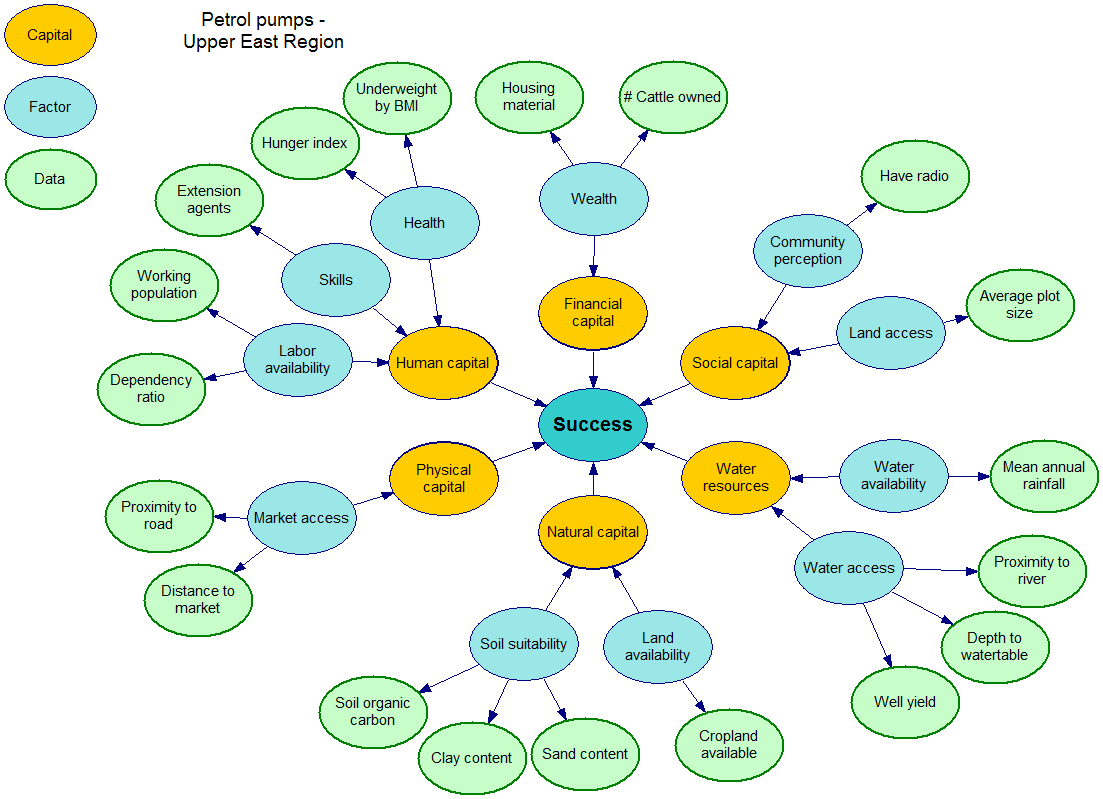 Capital
Petrol pumps -
Upper East Region
Factor
Data
Underweight
by BMI
Housing
material
# Cattle owned
Hunger index
Have radio
Extension
agents
Health
Wealth
Community
perception
Skills
Working
population
Financial
capital
Average plot
size
Land access
Labor
availability
Human capital
Social capital
Dependency
ratio
Success
Physical
capital
Water
resources
Water
availability
Mean annual
rainfall
Proximity to
road
Market access
Natural capital
Distance to
market
Water access
Proximity to
river
Soil suitability
Land
availability
Depth to
watertable
Soil organic
carbon
Well yield
Clay content
Sand content
Cropland
available